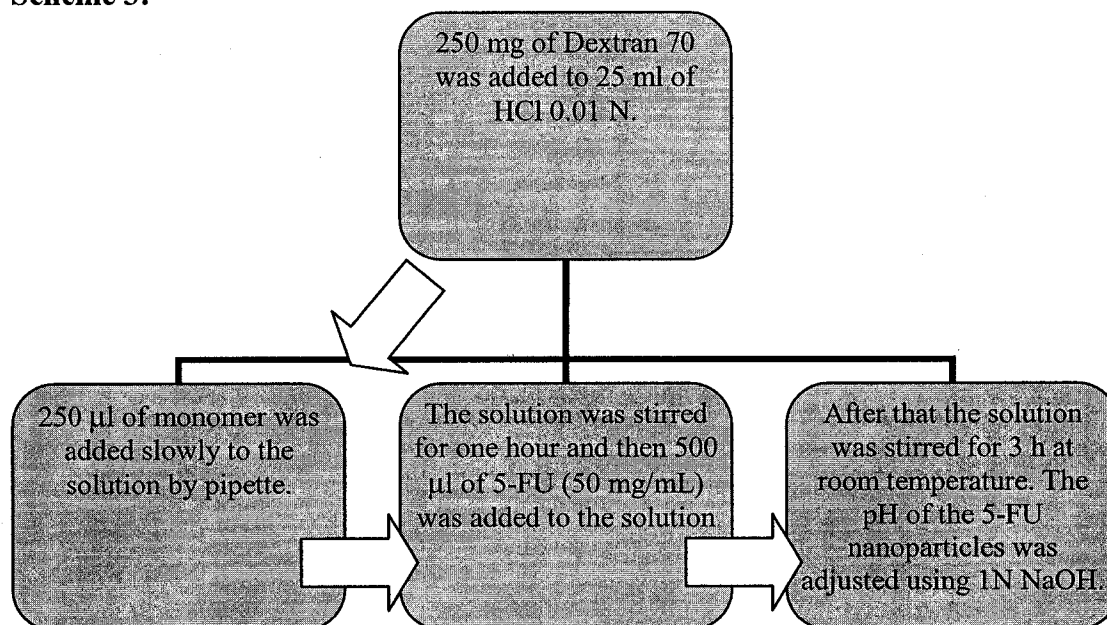 250 mg of Dextran 70
was added to 25 ml of
HCl 0.01 N.
250 µl of monomer was
added slowly to the
solution by pipette.
The solution was stirred
for one hour and then 500
µl of 5-FU (50 mg/mL)
was added to the solution
After that the solution
was stirred for 3 h at
room temperature. The
pH of the 5-FU
nanoparticles was
adjusted using 1N NaOH.